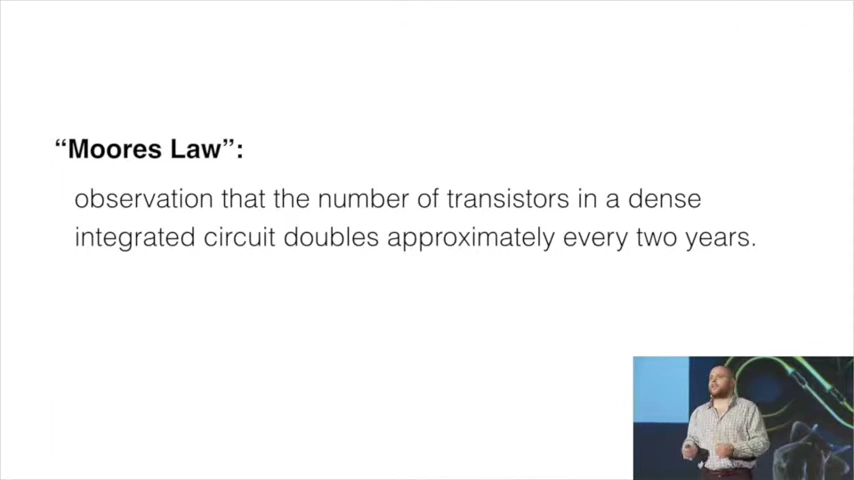 “Moores Law”:
observation that the number of transistors in a dense
integrated circuit doubles approximately every two years.